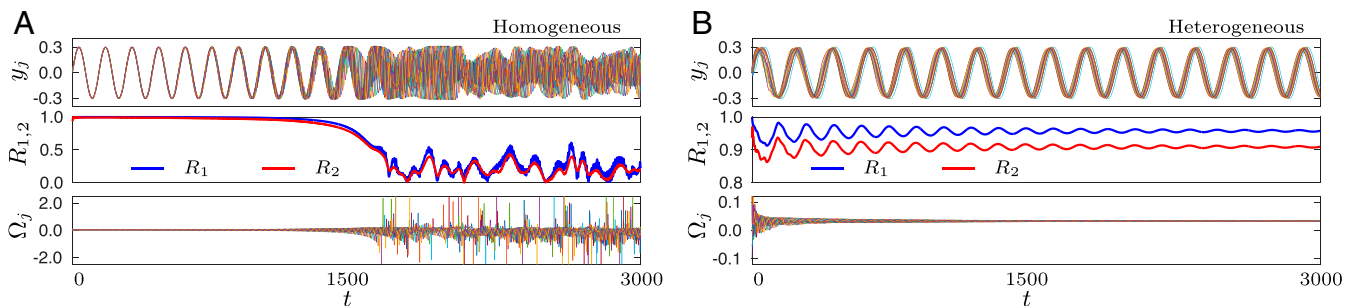 A
Homogeneous
y_j
0.3
0.0
-0.3
R_{1,2}
1.0
0.5
0.0
R_1
R_2
Ω_j
2.0
0.0
-2.0
0
1500
3000
t
B
Heterogeneous
y_j
0.3
0.0
-0.3
R_{1,2}
1.0
0.9
0.8
R_1
R_2
Ω_j
0.1
0.0
-0.1
0
1500
3000
t